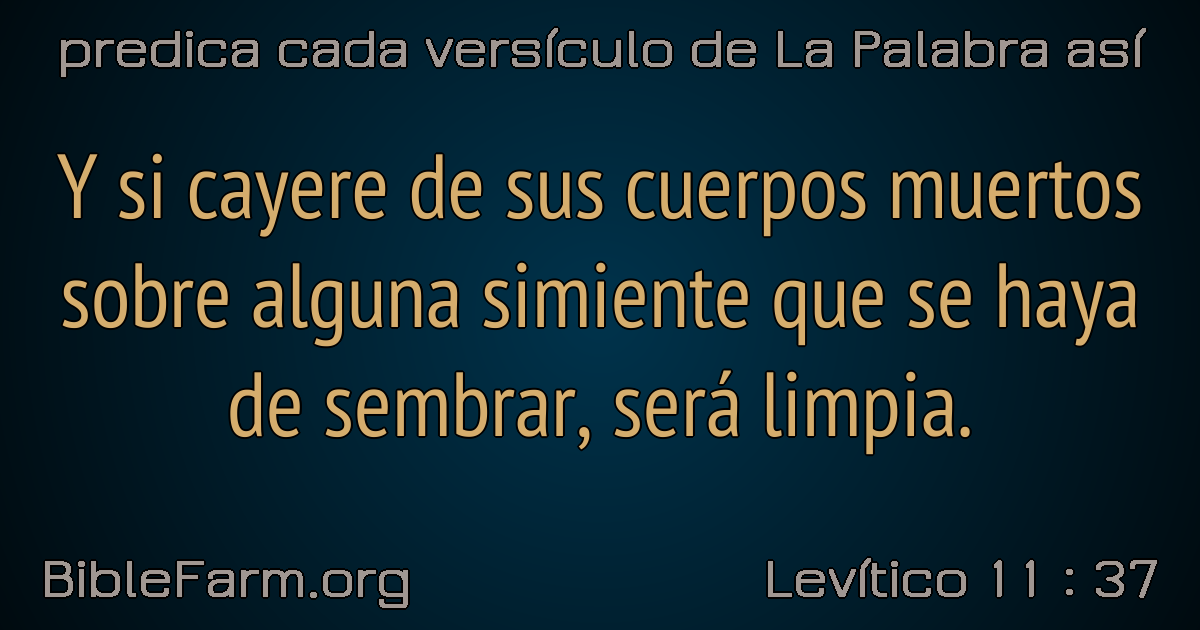 predica cada versículo de La Palabra así
Y si cayere de sus cuerpos muertos
sobre alguna simiente que se haya
de sembrar, será limpia.
BibleFarm.org
Levítico 11 : 37